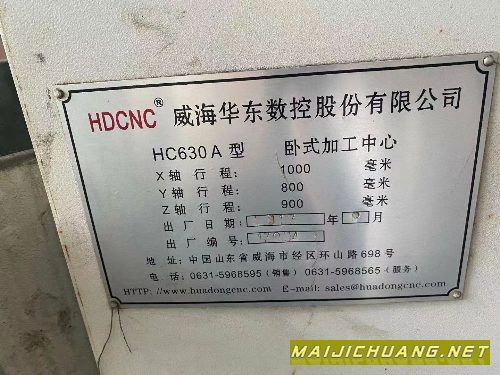 HDCNC® 威海华东数控股份有限公司
HC630A 型 卧式加工中心
X 轴 行 程: 1000 毫米
Y 轴 行 程: 800 毫米
Z 轴 行 程: 900 毫米
出 厂 日 期: 年 月
出 厂 编 号:
地 址: 中国山东省威海市经区环山路 698 号
电 话: 0631-5968595 (销售) 0631-5968565 (服务)
HTTP: //www.huadongcnc.com E-mail: sales@huadongcnc.com
MAIJICHUANG.NET